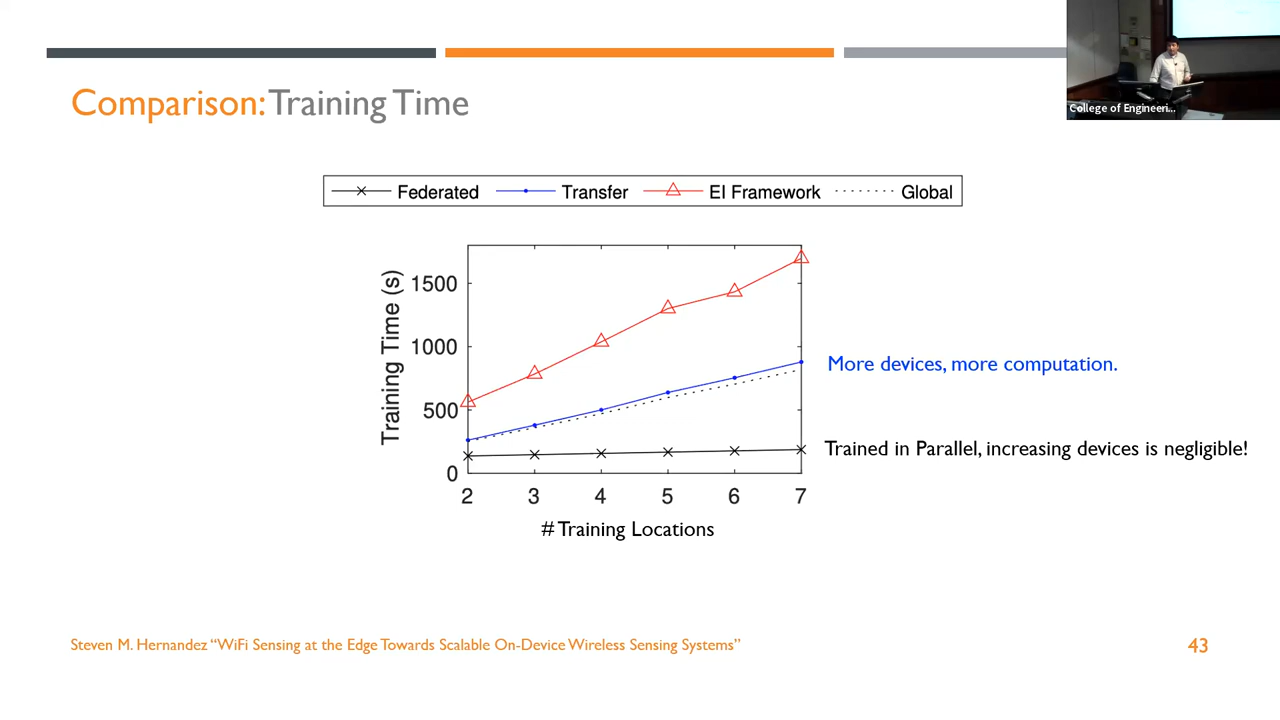 College of Engineeri...
Comparison: Training Time
Federated Transfer EI Framework Global
Training Time (s)
1500
1000
500
0
2 3 4 5 6 7
# Training Locations
More devices, more computation.
Trained in Parallel, increasing devices is negligible!
Steven M. Hernandez “WiFi Sensing at the Edge Towards Scalable On-Device Wireless Sensing Systems”
43